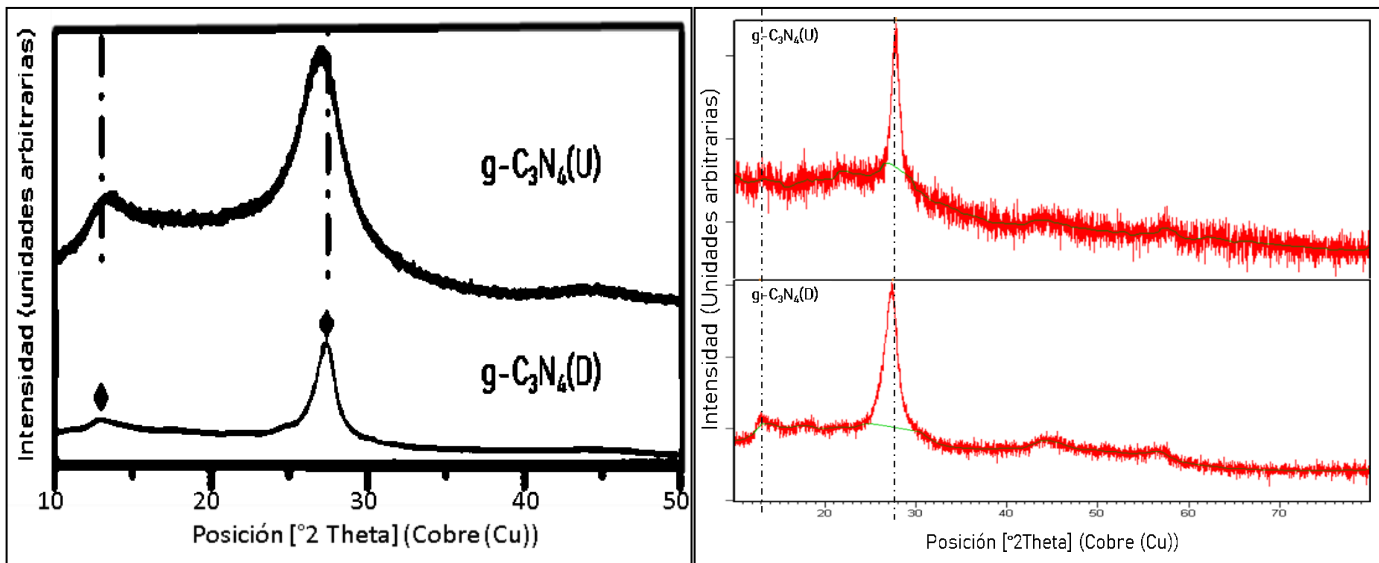 Intensidad (unidades arbitrarias)
g-C₃N₄(U)
g-C₃N₄(D)
10 20 30 40 50
Posición [°2 Theta] (Cobre (Cu))
Intensidad (Unidades arbitrarias)
g-C₃N₄(U)
g-C₃N₄(D)
20 30 40 50 60 70
Posición [°2Theta] (Cobre (Cu))